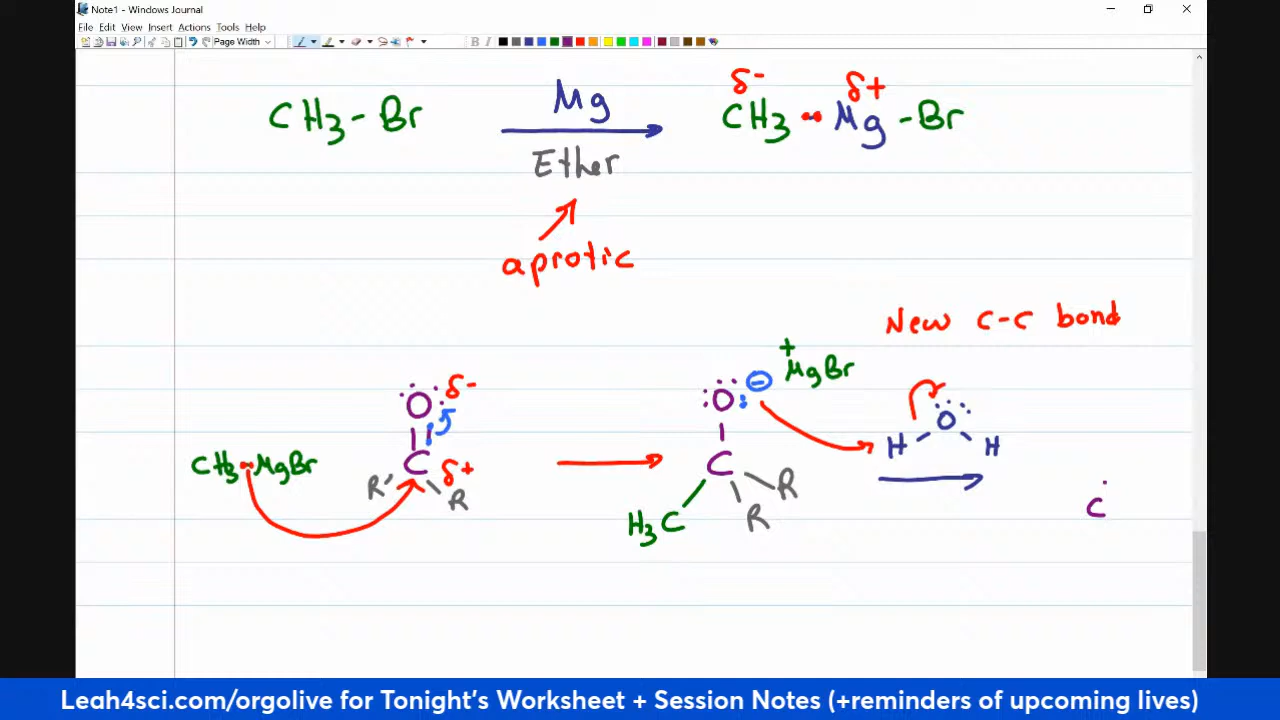 Note1 - Windows Journal
File Edit View Insert Actions Tools Help
Page Width
B I
Mg
CH3 - Br
Ether
aprotic
δ- δ+
CH3 •• Mg - Br
New C-C bond
O δ-
CH3 MgBr
C δ+
R R
O - + MgBr
C
H3C R R
O
H H
C
Leah4sci.com/orgolive for Tonight's Worksheet + Session Notes (+reminders of upcoming lives)